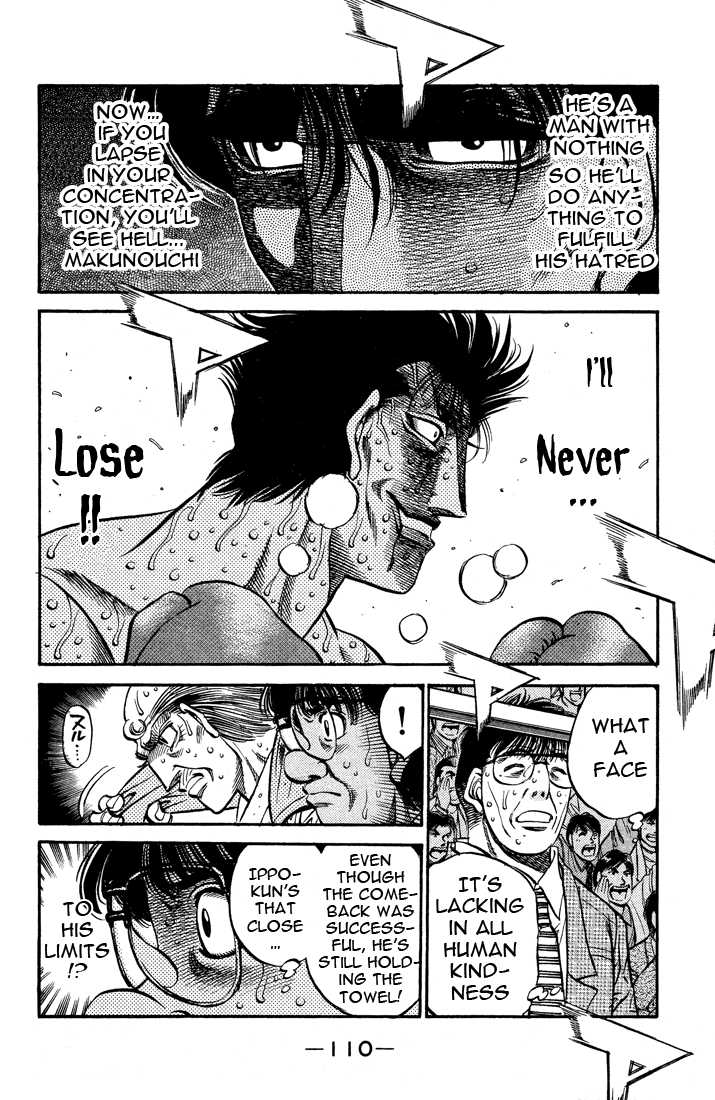 HE'S A
MAN WITH
NOTHING
SO HE'LL
DO ANY-
THING TO
FULFILL
HIS HATRED
NOW...
IF YOU
LAPSE
IN YOUR
CONCENTRA-
TION, YOU'LL
SEE HELL...
MAKUNOUCHI
I'll
Never
...
Lose
!!
WHAT
A
FACE
IT'S
LACKING
IN ALL
HUMAN
KIND-
NESS
!
ヌル…
EVEN
THOUGH
THE COME-
BACK WAS
SUCCESS-
FUL, HE'S
STILL HOLD-
ING THE
TOWEL!
IPPO-
KUN'S
THAT
CLOSE
...
TO
HIS
LIMITS
!?
—110—